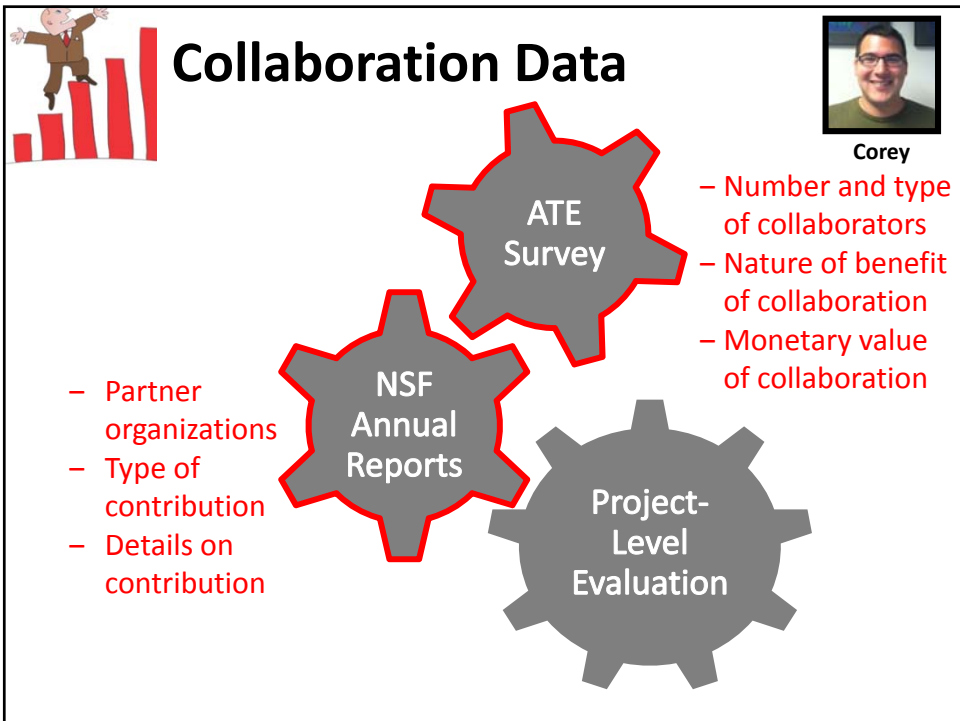 Collaboration Data
Corey
ATE
Survey
– Number and type
of collaborators
– Nature of benefit
of collaboration
– Monetary value
of collaboration
NSF
Annual
Reports
– Partner
organizations
– Type of
contribution
– Details on
contribution
Project-
Level
Evaluation